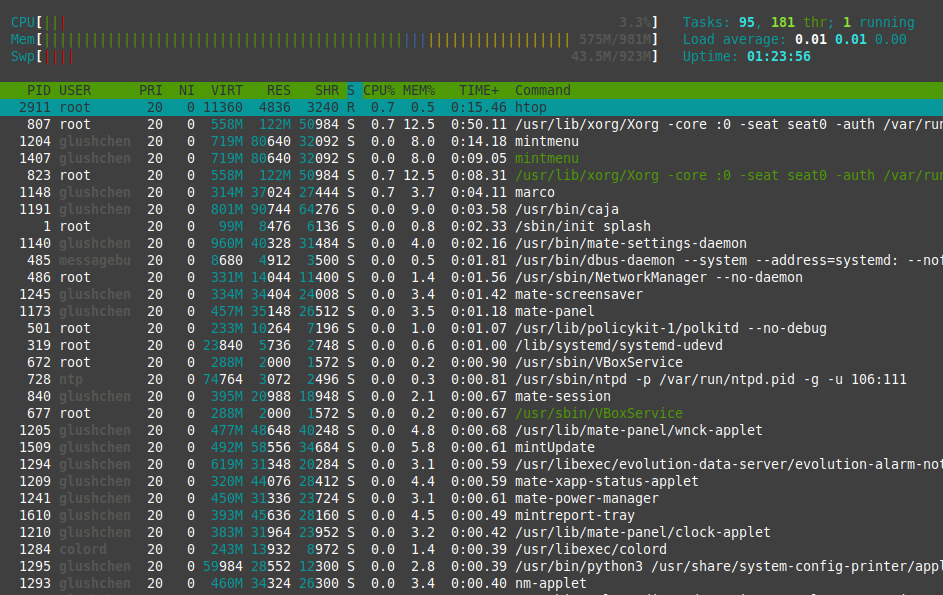 CPU[||| 3.3%] Tasks: 95, 181 thr; 1 running
Mem[|||||||||||||||||||||||||||||||||||||||||||||||||||||||||||||||||| 575M/981M] Load average: 0.01 0.01 0.00
Swp[|||| 43.5M/923M] Uptime: 01:23:56
PID USER PRI NI VIRT RES SHR S CPU% MEM% TIME+ Command
2911 root 20 0 11360 4836 3240 R 0.7 0.5 0:15.46 htop
807 root 20 0 558M 122M 50984 S 0.7 12.5 0:50.11 /usr/lib/xorg/Xorg -core :0 -seat seat0 -auth /var/run
1204 glushchen 20 0 719M 80640 32092 S 0.0 8.0 0:14.18 mintmenu
1407 glushchen 20 0 719M 80640 32092 S 0.0 8.0 0:09.05 mintmenu
823 root 20 0 558M 122M 50984 S 0.7 12.5 0:08.31 /usr/lib/xorg/Xorg -core :0 -seat seat0 -auth /var/run
1148 glushchen 20 0 314M 37024 27444 S 0.7 3.7 0:04.11 marco
1191 glushchen 20 0 801M 90744 64276 S 0.0 9.0 0:03.58 /usr/bin/caja
1 root 20 0 99M 8476 6136 S 0.0 0.8 0:02.33 /sbin/init splash
1140 glushchen 20 0 960M 40328 31484 S 0.0 4.0 0:02.16 /usr/bin/mate-settings-daemon
485 messagebu 20 0 8680 4912 3500 S 0.0 0.5 0:01.81 /usr/bin/dbus-daemon --system --address=systemd: --not
486 root 20 0 331M 14044 11400 S 0.0 1.4 0:01.56 /usr/sbin/NetworkManager --no-daemon
1245 glushchen 20 0 334M 34404 24008 S 0.0 3.4 0:01.42 mate-screensaver
1173 glushchen 20 0 457M 35148 26512 S 0.0 3.5 0:01.18 mate-panel
501 root 20 0 233M 10264 7196 S 0.0 1.0 0:01.07 /usr/lib/policykit-1/polkitd --no-debug
319 root 20 0 23840 5736 2748 S 0.0 0.6 0:01.00 /lib/systemd/systemd-udevd
672 root 20 0 288M 2000 1572 S 0.0 0.2 0:00.90 /usr/sbin/VBoxService
728 ntp 20 0 74764 3072 2496 S 0.0 0.3 0:00.81 /usr/sbin/ntpd -p /var/run/ntpd.pid -g -u 106:111
840 glushchen 20 0 395M 20988 18948 S 0.0 2.1 0:00.67 mate-session
677 root 20 0 288M 2000 1572 S 0.0 0.2 0:00.67 /usr/sbin/VBoxService
1205 glushchen 20 0 477M 48648 40248 S 0.0 4.8 0:00.68 /usr/lib/mate-panel/wnck-applet
1509 glushchen 20 0 492M 58556 34684 S 0.0 5.8 0:00.61 mintUpdate
1294 glushchen 20 0 619M 31348 20284 S 0.0 3.1 0:00.59 /usr/libexec/evolution-data-server/evolution-alarm-not
1209 glushchen 20 0 320M 44076 28412 S 0.0 4.4 0:00.59 mate-xapp-status-applet
1241 glushchen 20 0 450M 31336 23724 S 0.0 3.1 0:00.61 mate-power-manager
1610 glushchen 20 0 393M 45636 28160 S 0.0 4.5 0:00.49 mintreport-tray
1210 glushchen 20 0 383M 31964 23952 S 0.0 3.2 0:00.42 /usr/lib/mate-panel/clock-applet
1284 colord 20 0 243M 13932 8972 S 0.0 1.4 0:00.39 /usr/libexec/colord
1295 glushchen 20 0 59984 28552 12300 S 0.0 2.8 0:00.39 /usr/bin/python3 /usr/share/system-config-printer/appl
1293 glushchen 20 0 460M 34324 26300 S 0.0 3.4 0:00.40 nm-applet